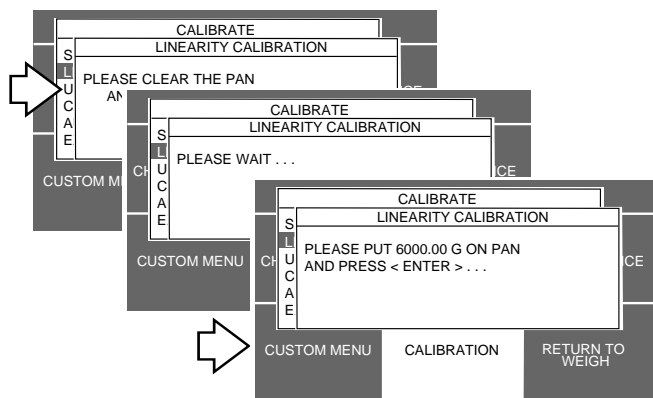 CALIBRATE
LINEARITY CALIBRATION
S
L
U
C
A
E
PLEASE CLEAR THE PAN
CUSTOM
CALIBRATE
LINEARITY CALIBRATION
S
L
U
C
A
E
PLEASE WAIT . . .
CUSTOM MENU
CALIBRATE
LINEARITY CALIBRATION
S
L
U
C
A
E
PLEASE PUT 6000.00 G ON PAN
AND PRESS < ENTER > . . .
CUSTOM MENU
CALIBRATION
RETURN TO
WEIGH